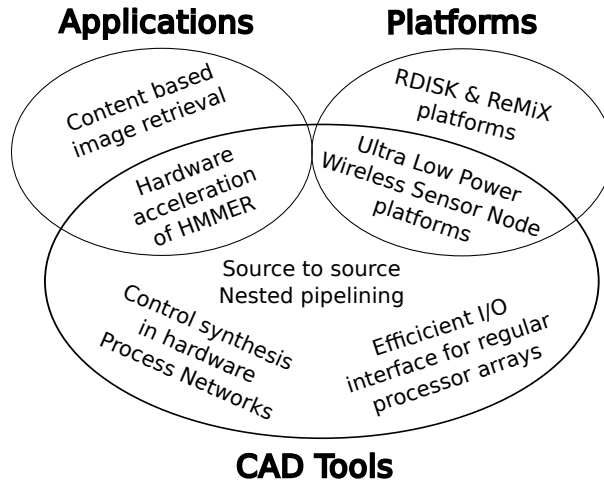 Applications
Platforms
Content based
image retrieval
RDISK & ReMiX
platforms
Hardware
acceleration
of HMMER
Ultra Low Power
Wireless Sensor Node
platforms
Source to source
Nested pipelining
Control synthesis
in hardware
Process Networks
Efficicient I/O
interface for regular
processor arrays
CAD Tools